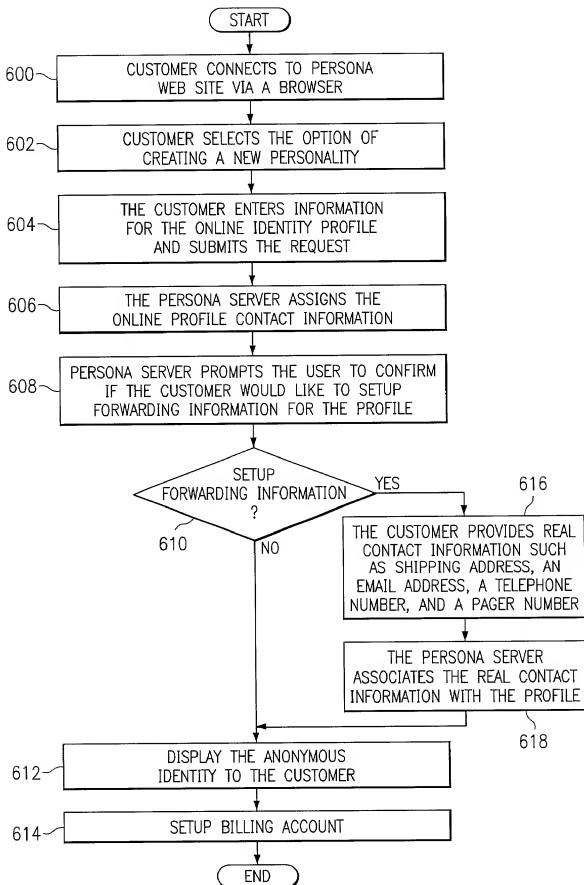 START
600
CUSTOMER CONNECTS TO PERSONA
WEB SITE VIA A BROWSER
602
CUSTOMER SELECTS THE OPTION OF
CREATING A NEW PERSONALITY
604
THE CUSTOMER ENTERS INFORMATION
FOR THE ONLINE IDENTITY PROFILE
AND SUBMITS THE REQUEST
606
THE PERSONA SERVER ASSIGNS THE
ONLINE PROFILE CONTACT INFORMATION
608
PERSONA SERVER PROMPTS THE USER TO CONFIRM
IF THE CUSTOMER WOULD LIKE TO SETUP
FORWARDING INFORMATION FOR THE PROFILE
SETUP
FORWARDING INFORMATION
?
610
YES
NO
616
THE CUSTOMER PROVIDES REAL
CONTACT INFORMATION SUCH
AS SHIPPING ADDRESS, AN
EMAIL ADDRESS, A TELEPHONE
NUMBER, AND A PAGER NUMBER
THE PERSONA SERVER
ASSOCIATES THE REAL CONTACT
INFORMATION WITH THE PROFILE
618
612
DISPLAY THE ANONYMOUS
IDENTITY TO THE CUSTOMER
614
SETUP BILLING ACCOUNT
END